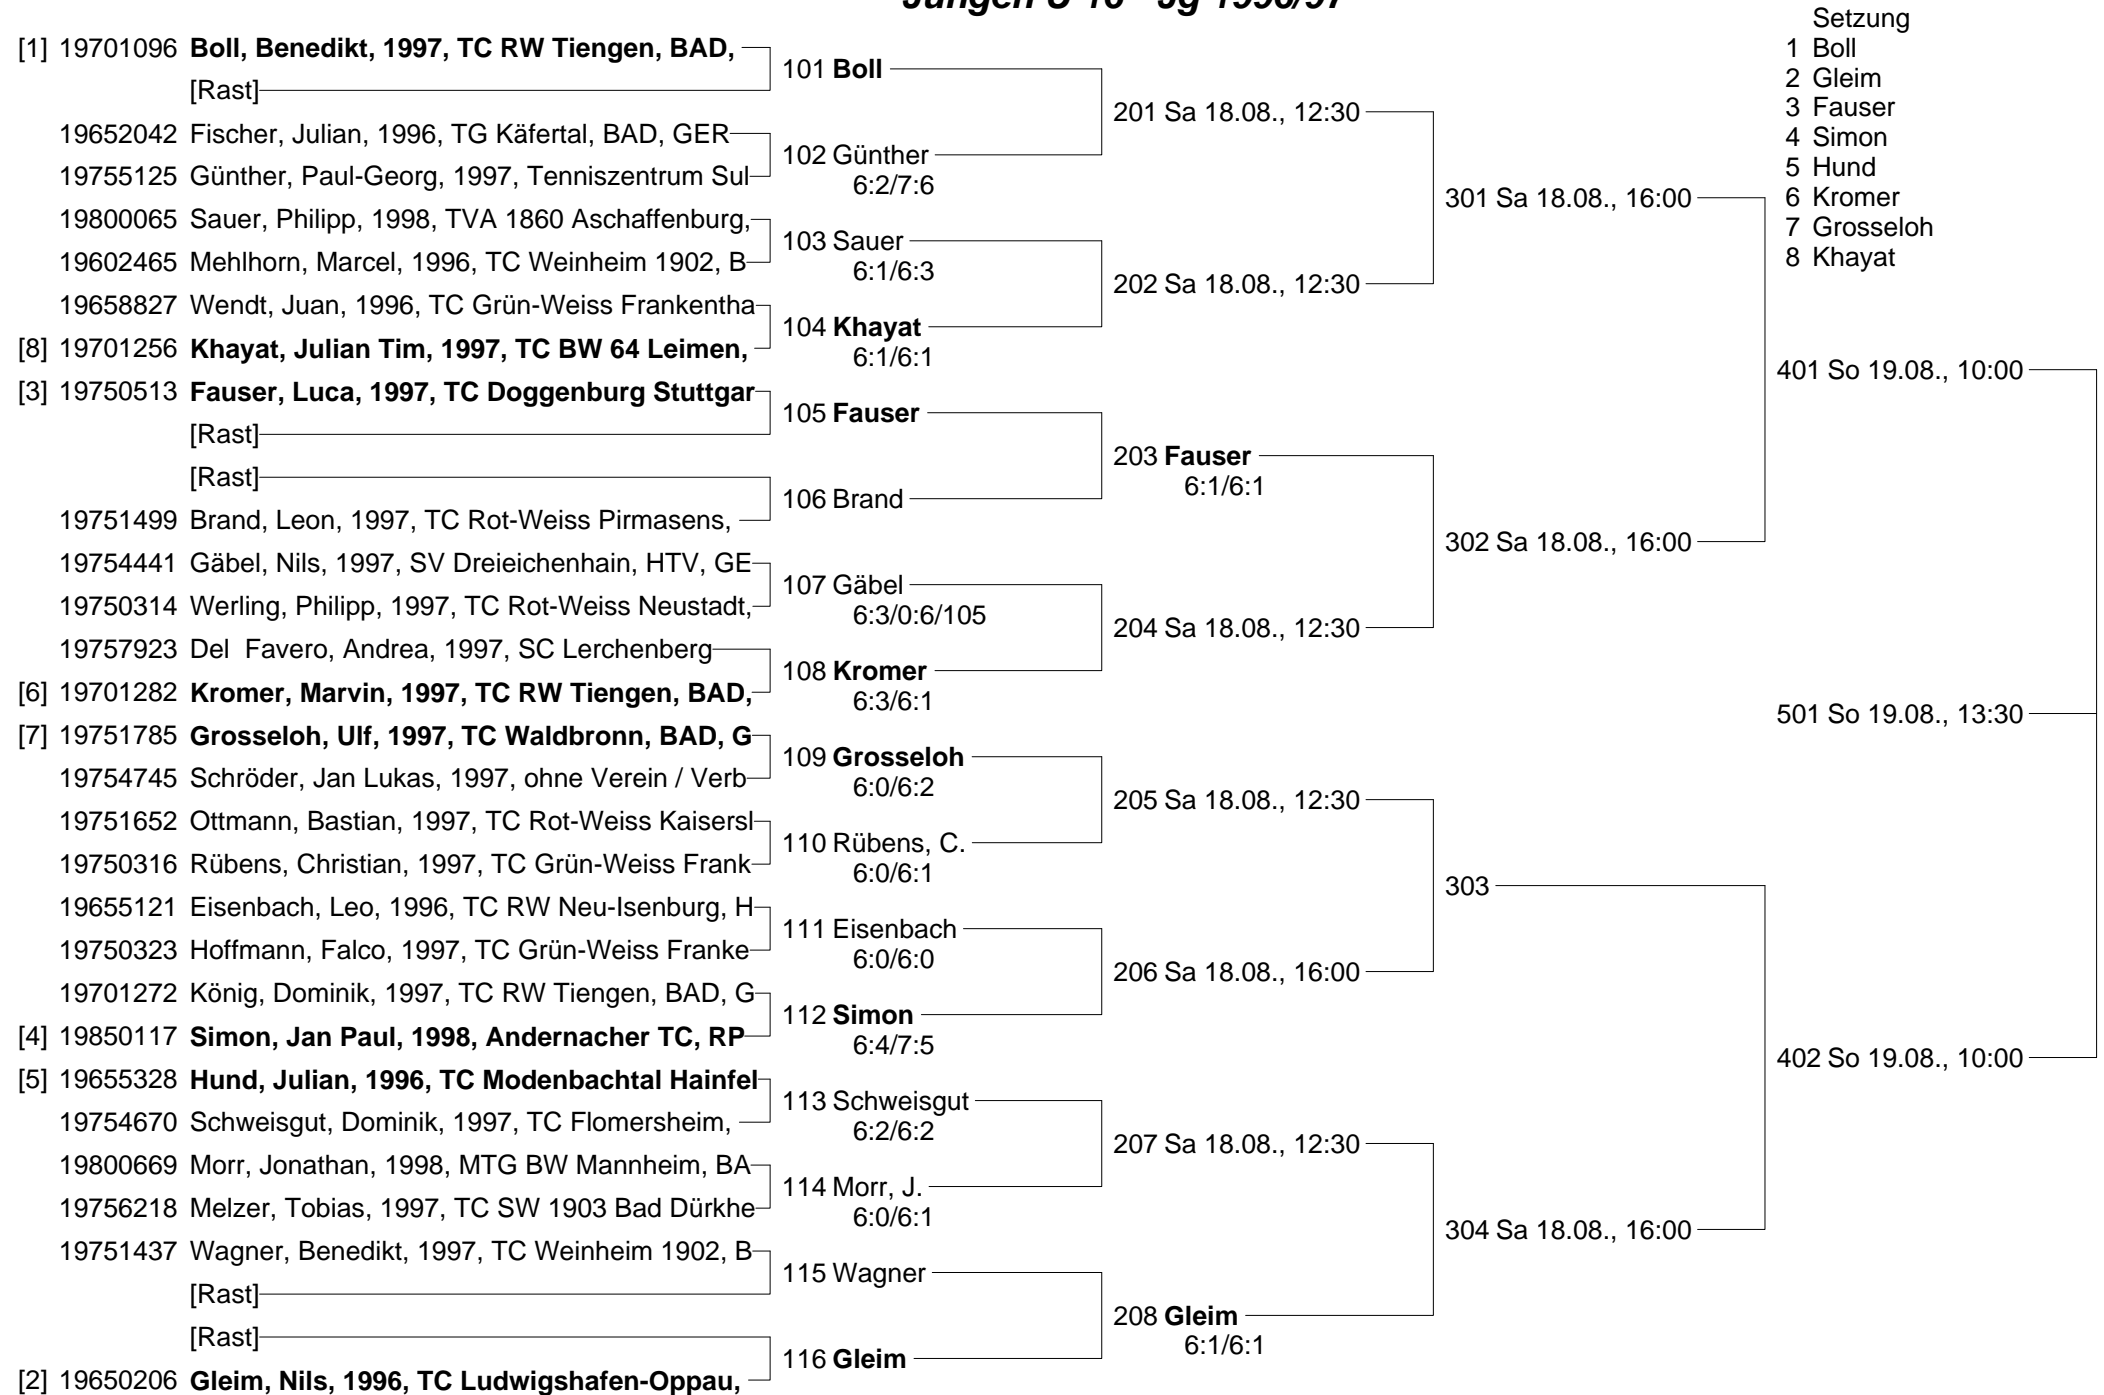 Jungen U 16 - Jg 1996/97
Setzung
1 Boll
2 Gleim
3 Fauser
4 Simon
5 Hund
6 Kromer
7 Grosseloh
8 Khayat
[1] 19701096 Boll, Benedikt, 1997, TC RW Tiengen, BAD,
[Rast]
19652042 Fischer, Julian, 1996, TG Käfertal, BAD, GER
19755125 Günther, Paul-Georg, 1997, Tenniszentrum Sul
19800065 Sauer, Philipp, 1998, TVA 1860 Aschaffenburg,
19602465 Mehlhorn, Marcel, 1996, TC Weinheim 1902, B
19658827 Wendt, Juan, 1996, TC Grün-Weiss Frankentha
[8] 19701256 Khayat, Julian Tim, 1997, TC BW 64 Leimen,
[3] 19750513 Fauser, Luca, 1997, TC Doggenburg Stuttgar
[Rast]
[Rast]
19751499 Brand, Leon, 1997, TC Rot-Weiss Pirmasens,
19754441 Gäbel, Nils, 1997, SV Dreieichenhain, HTV, GE
19750314 Werling, Philipp, 1997, TC Rot-Weiss Neustadt,
19757923 Del Favero, Andrea, 1997, SC Lerchenberg
[6] 19701282 Kromer, Marvin, 1997, TC RW Tiengen, BAD,
[7] 19751785 Grosseloh, Ulf, 1997, TC Waldbronn, BAD, G
19754745 Schröder, Jan Lukas, 1997, ohne Verein / Verb
19751652 Ottmann, Bastian, 1997, TC Rot-Weiss Kaisersl
19750316 Rübens, Christian, 1997, TC Grün-Weiss Frank
19655121 Eisenbach, Leo, 1996, TC RW Neu-Isenburg, H
19750323 Hoffmann, Falco, 1997, TC Grün-Weiss Franke
19701272 König, Dominik, 1997, TC RW Tiengen, BAD, G
[4] 19850117 Simon, Jan Paul, 1998, Andernacher TC, RP
[5] 19655328 Hund, Julian, 1996, TC Modenbachtal Hainfel
19754670 Schweisgut, Dominik, 1997, TC Flomersheim,
19800669 Morr, Jonathan, 1998, MTG BW Mannheim, BA
19756218 Melzer, Tobias, 1997, TC SW 1903 Bad Dürkhe
19751437 Wagner, Benedikt, 1997, TC Weinheim 1902, B
[Rast]
[Rast]
[2] 19650206 Gleim, Nils, 1996, TC Ludwigshafen-Oppau,
101 Boll
102 Günther
6:2/7:6
103 Sauer
6:1/6:3
104 Khayat
6:1/6:1
105 Fauser
106 Brand
107 Gäbel
6:3/0:6/105
108 Kromer
6:3/6:1
109 Grosseloh
6:0/6:2
110 Rübens, C.
6:0/6:1
111 Eisenbach
6:0/6:0
112 Simon
6:4/7:5
113 Schweisgut
6:2/6:2
114 Morr, J.
6:0/6:1
115 Wagner
116 Gleim
201 Sa 18.08., 12:30
202 Sa 18.08., 12:30
203 Fauser
6:1/6:1
204 Sa 18.08., 12:30
205 Sa 18.08., 12:30
206 Sa 18.08., 16:00
207 Sa 18.08., 12:30
208 Gleim
6:1/6:1
301 Sa 18.08., 16:00
302 Sa 18.08., 16:00
303
304 Sa 18.08., 16:00
401 So 19.08., 10:00
402 So 19.08., 10:00
501 So 19.08., 13:30